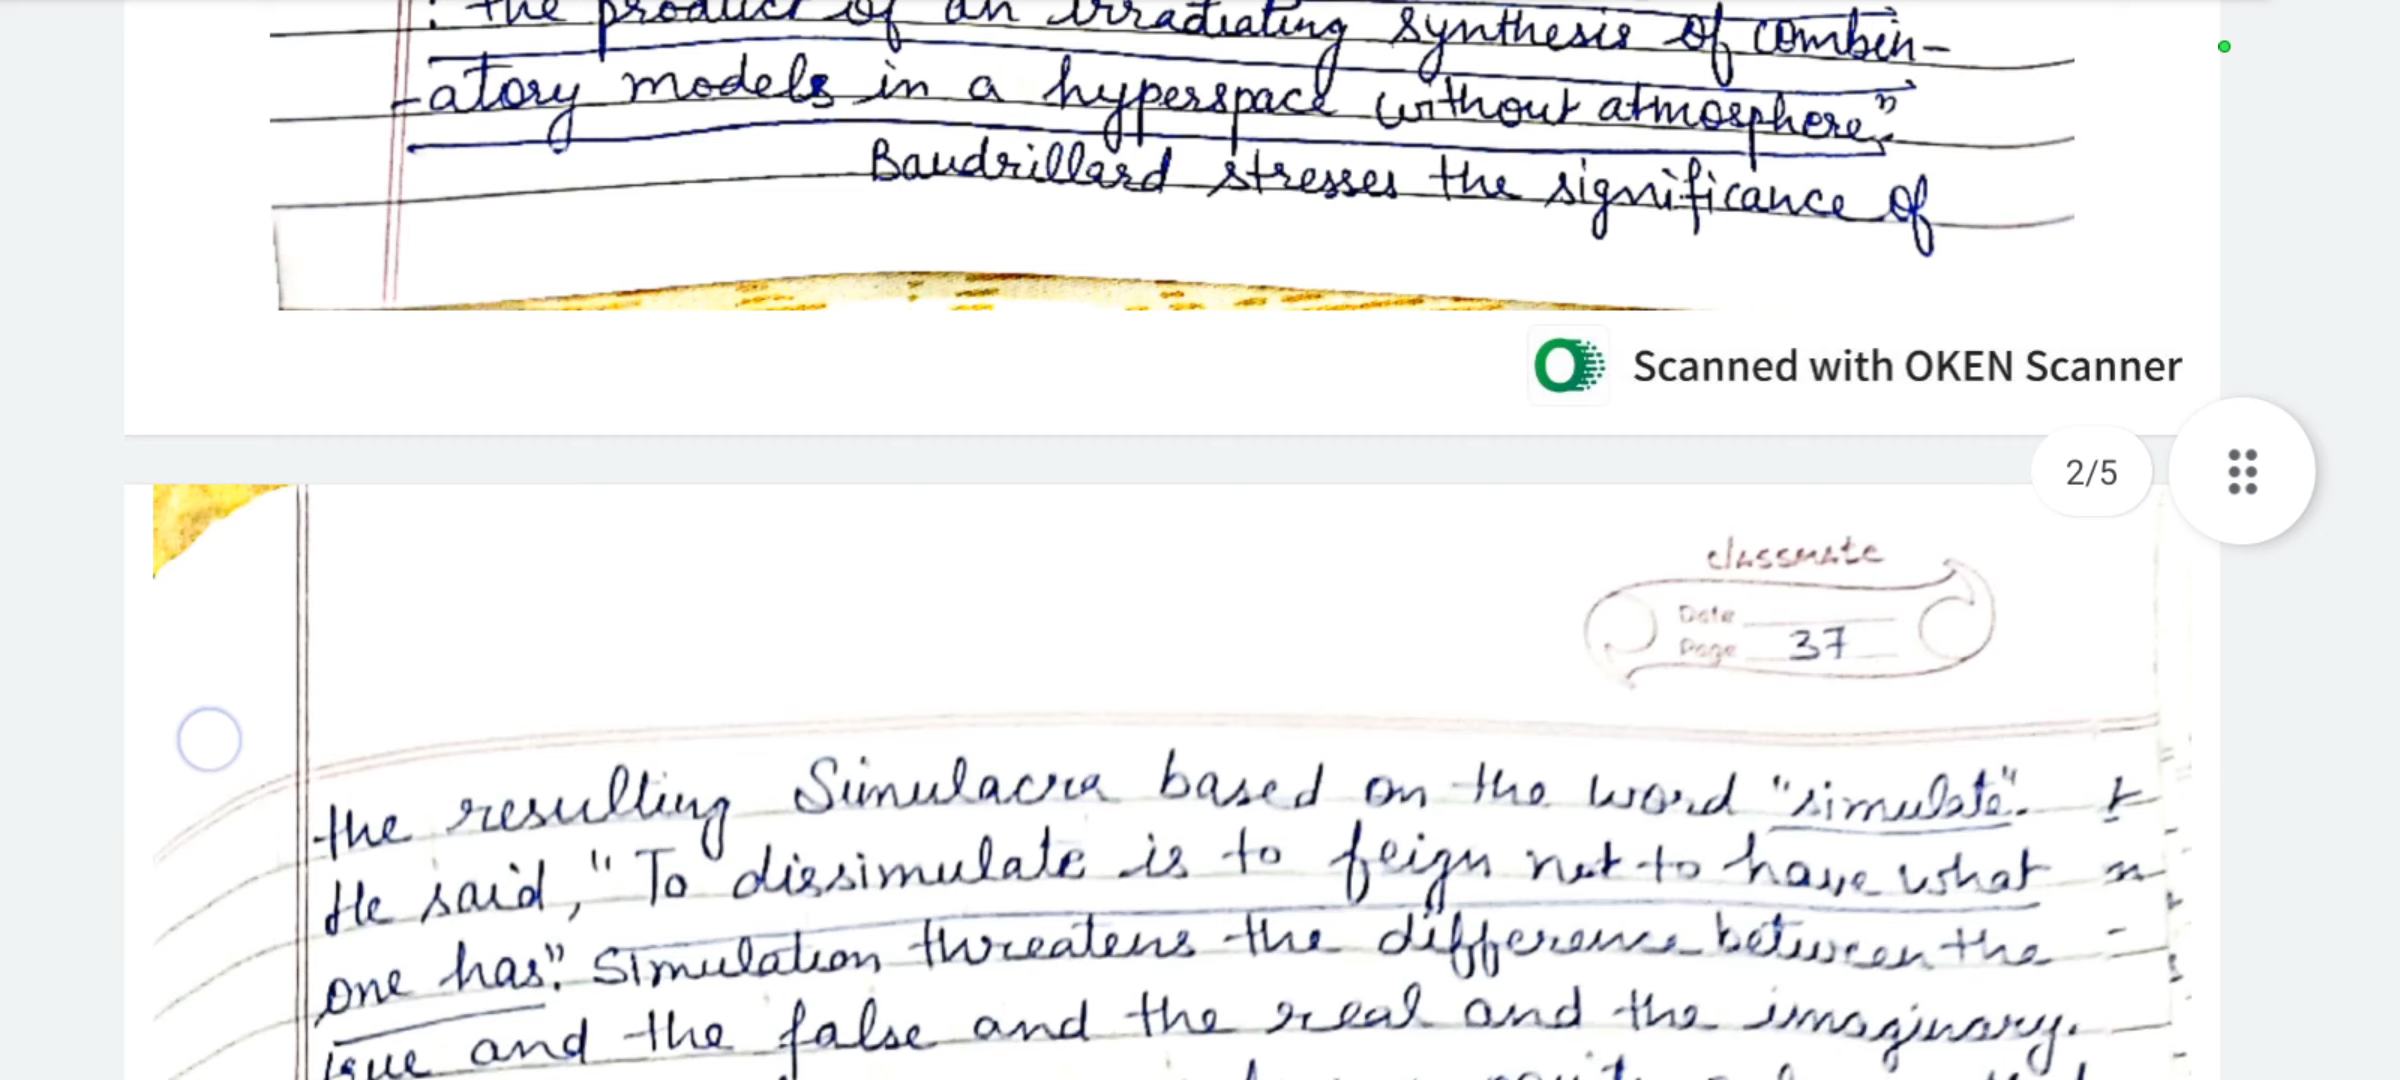 : the product of an irradiating synthesis of combin-
-atory models in a hyperspace without atmosphere."
Baudrillard stresses the significance of
Scanned with OKEN Scanner
2/5
classmate
Date
Page 37
the resulting Simulacra based on the word "simulate".
He said, "To dissimulate is to feign not to have what
one has". Simulation threatens the difference between the
true and the false and the real and the imaginary.